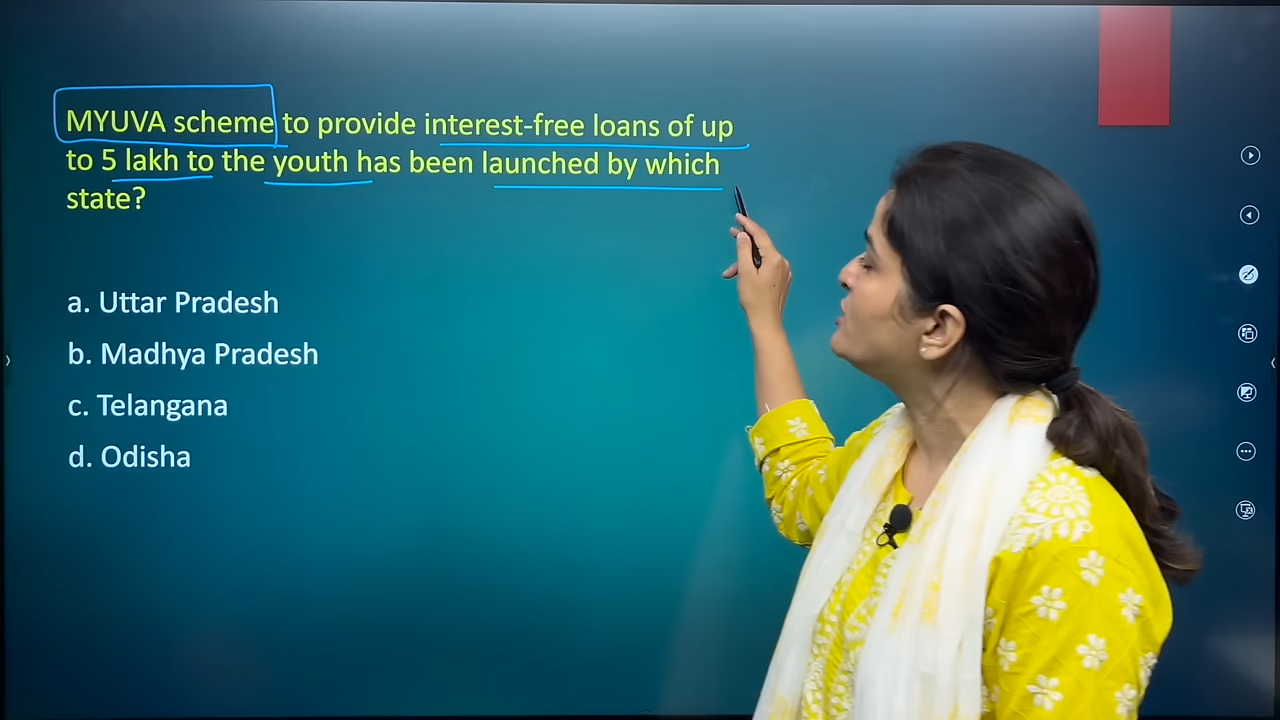 MYUVA scheme to provide interest-free loans of up
to 5 lakh to the youth has been launched by which
state?
a. Uttar Pradesh
b. Madhya Pradesh
c. Telangana
d. Odisha